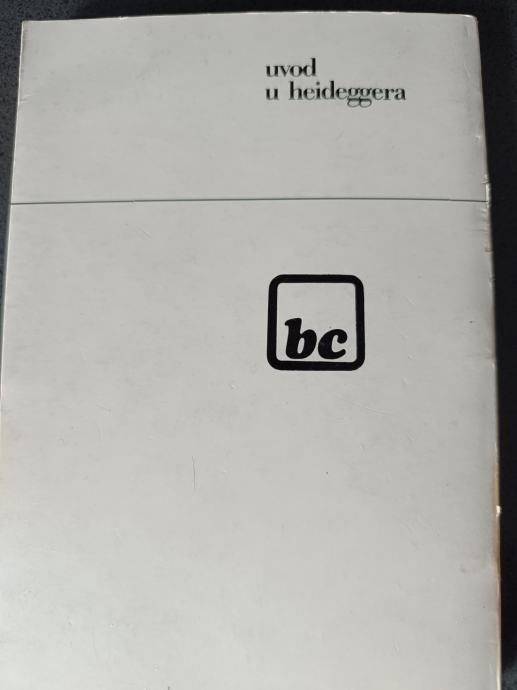 uvod
u heideggera
bc